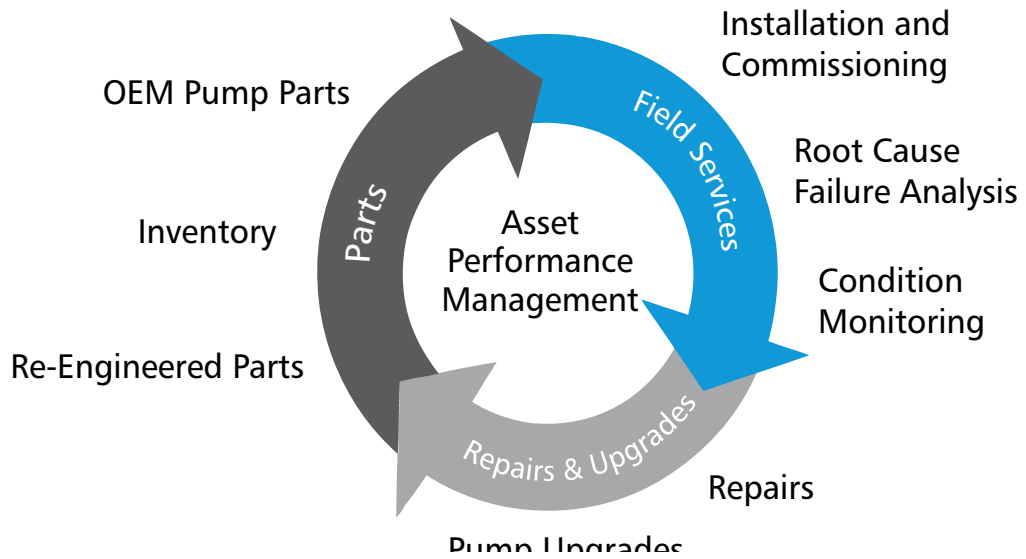 Installation and
Commissioning
OEM Pump Parts
Field Services
Root Cause
Failure Analysis
Parts
Inventory
Asset
Performance
Management
Condition
Monitoring
Re-Engineered Parts
Repairs & Upgrades
Repairs
Pump Upgrades